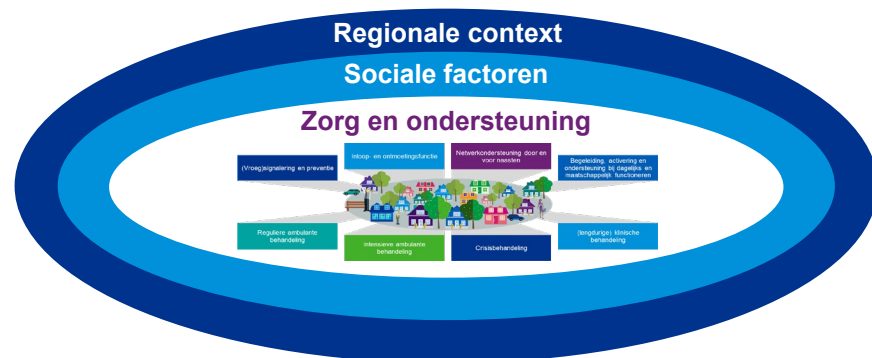 Regionale context
Sociale factoren
Zorg en ondersteuning
(Vroeg)signalering en preventie
Inloop- en ontmoetingsfunctie
Netwerkondersteuning door en
voor naasten
Begeleiding, activering en
ondersteuning bij dagelijks en
maatschappelijk functioneren
Reguliere ambulante
behandeling
Intensieve ambulante
behandeling
Crisisbehandeling
(langdurige) klinische
behandeling